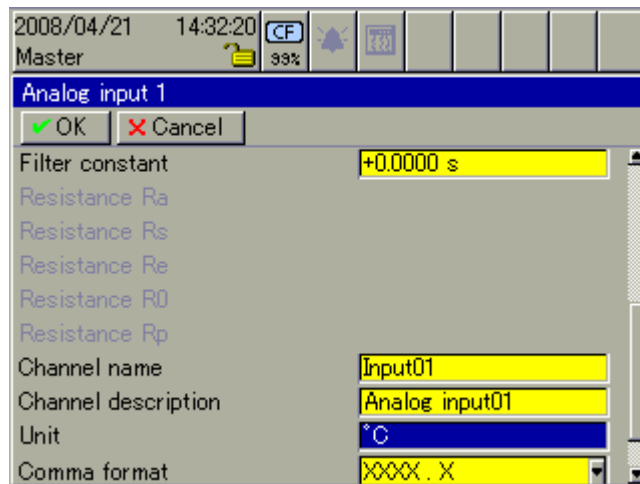 2008/04/21 14:32:20 CF
Master 99%
Analog input 1
OK Cancel
Filter constant +0.0000 s
Resistance Ra
Resistance Rs
Resistance Re
Resistance R0
Resistance Rp
Channel name Input01
Channel description Analog input01
Unit °C
Comma format XXXX . X